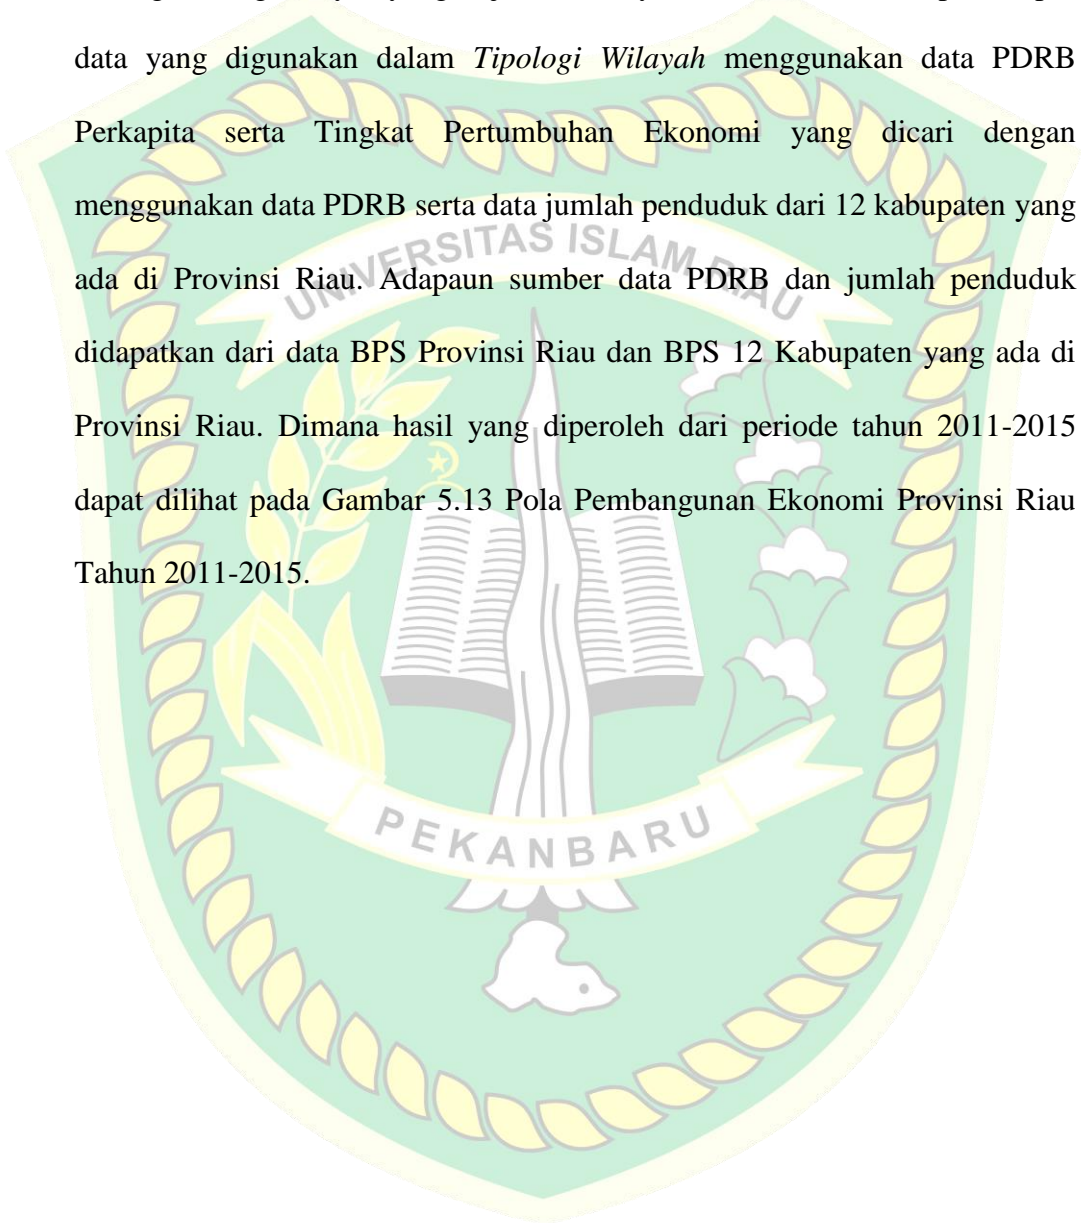 data yang digunakan dalam Tipologi Wilayah menggunakan data PDRB
Perkapita serta Tingkat Pertumbuhan Ekonomi yang dicari dengan
menggunakan data PDRB serta data jumlah penduduk dari 12 kabupaten yang
UNIVERSITAS ISLAM RIAU
ada di Provinsi Riau. Adapaun sumber data PDRB dan jumlah penduduk
didapatkan dari data BPS Provinsi Riau dan BPS 12 Kabupaten yang ada di
Provinsi Riau. Dimana hasil yang diperoleh dari periode tahun 2011-2015
dapat dilihat pada Gambar 5.13 Pola Pembangunan Ekonomi Provinsi Riau
Tahun 2011-2015.
PEKANBARU